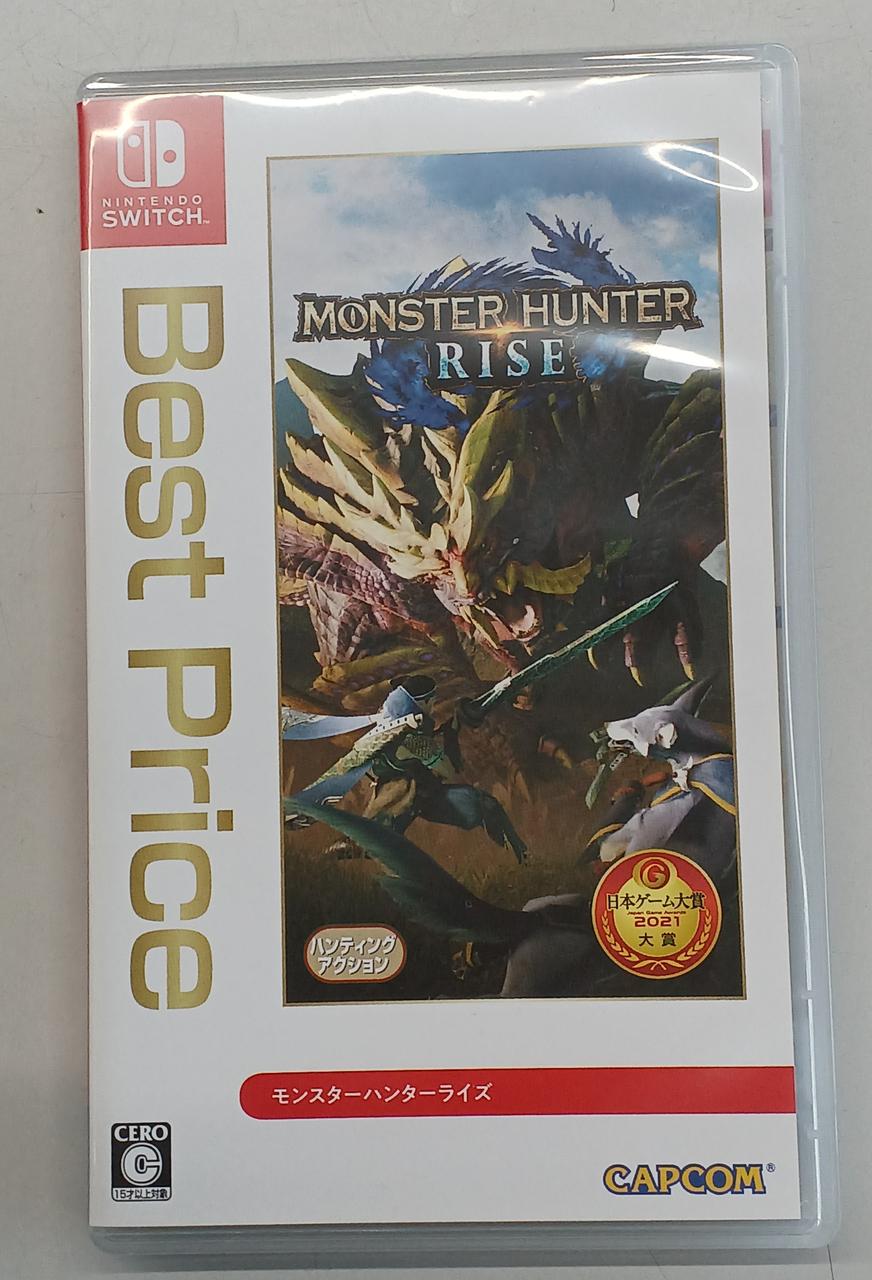 NINTENDO
SWITCH™
Best Price
MONSTER HUNTER
RISE
G
日本ゲーム大賞
Japan Game Awards
2021
大賞
ハンティング
アクション
モンスターハンターライズ
CERO
C
15才以上対象
CAPCOM®